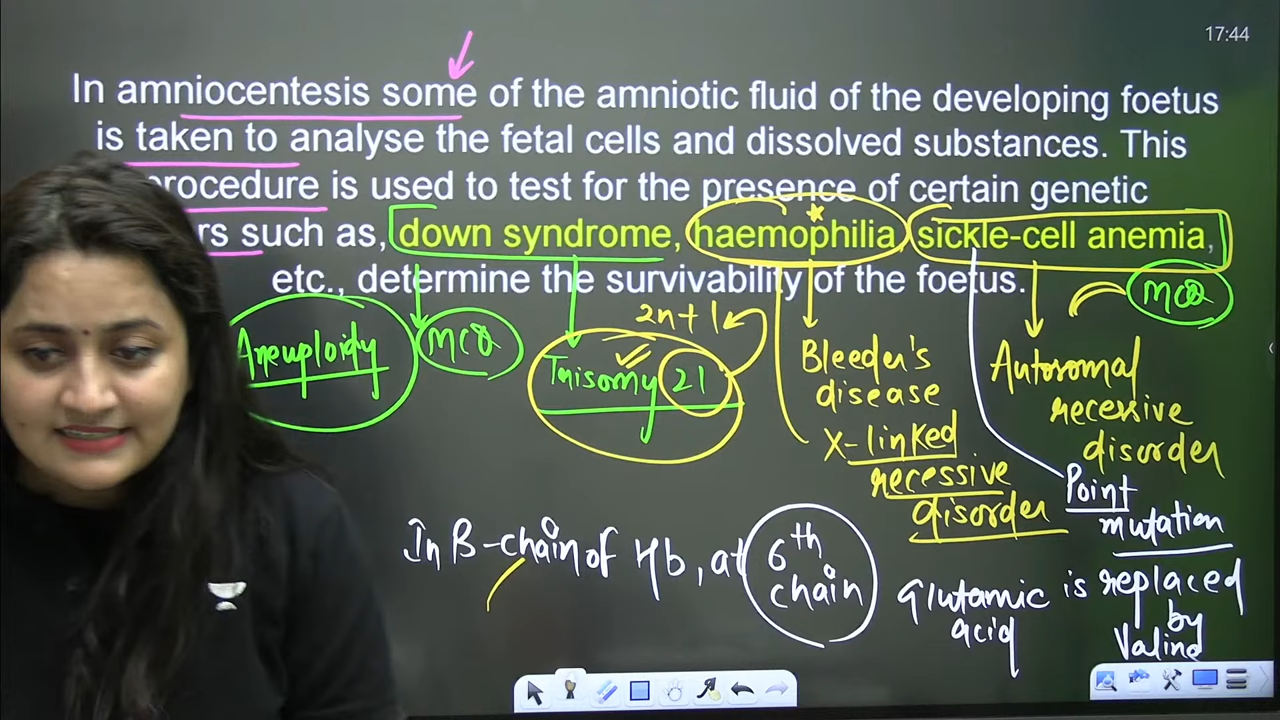 17:44
In amniocentesis some of the amniotic fluid of the developing foetus
is taken to analyse the fetal cells and dissolved substances. This
procedure is used to test for the presence of certain genetic
rs such as, down syndrome, haemophilia, sickle-cell anemia,
etc., determine the survivability of the foetus.
Aneuploidy
MCQ
2n + 1
Trisomy 21
Bleeder's
disease
X-linked
recessive
disorder
MCQ
Autosomal
recessive
disorder
Point
mutation
In B-chain of Hb, at 6th
chain
Glutamic is replaced
acid by
Valine